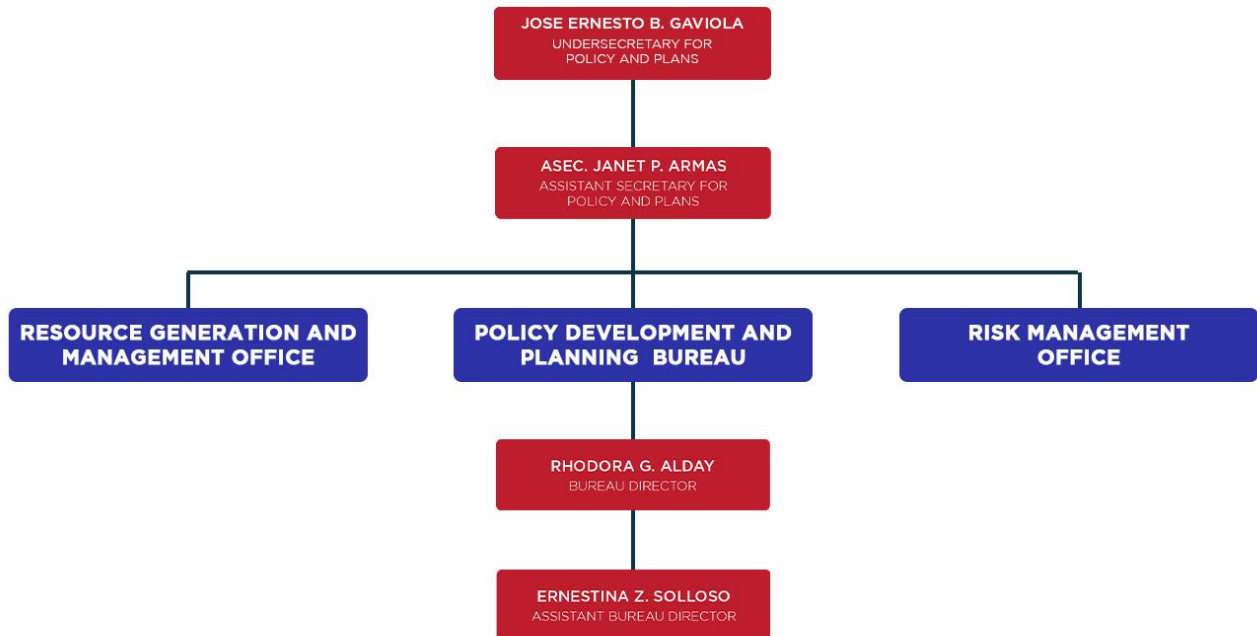 JOSE ERNESTO B. GAVIOLA
UNDERSECRETARY FOR
POLICY AND PLANS
ASEC. JANET P. ARMAS
ASSISTANT SECRETARY FOR
POLICY AND PLANS
RESOURCE GENERATION AND
MANAGEMENT OFFICE
POLICY DEVELOPMENT AND
PLANNING BUREAU
RISK MANAGEMENT
OFFICE
RHODORA G. ALDAY
BUREAU DIRECTOR
ERNESTINA Z. SOLLOSO
ASSISTANT BUREAU DIRECTOR